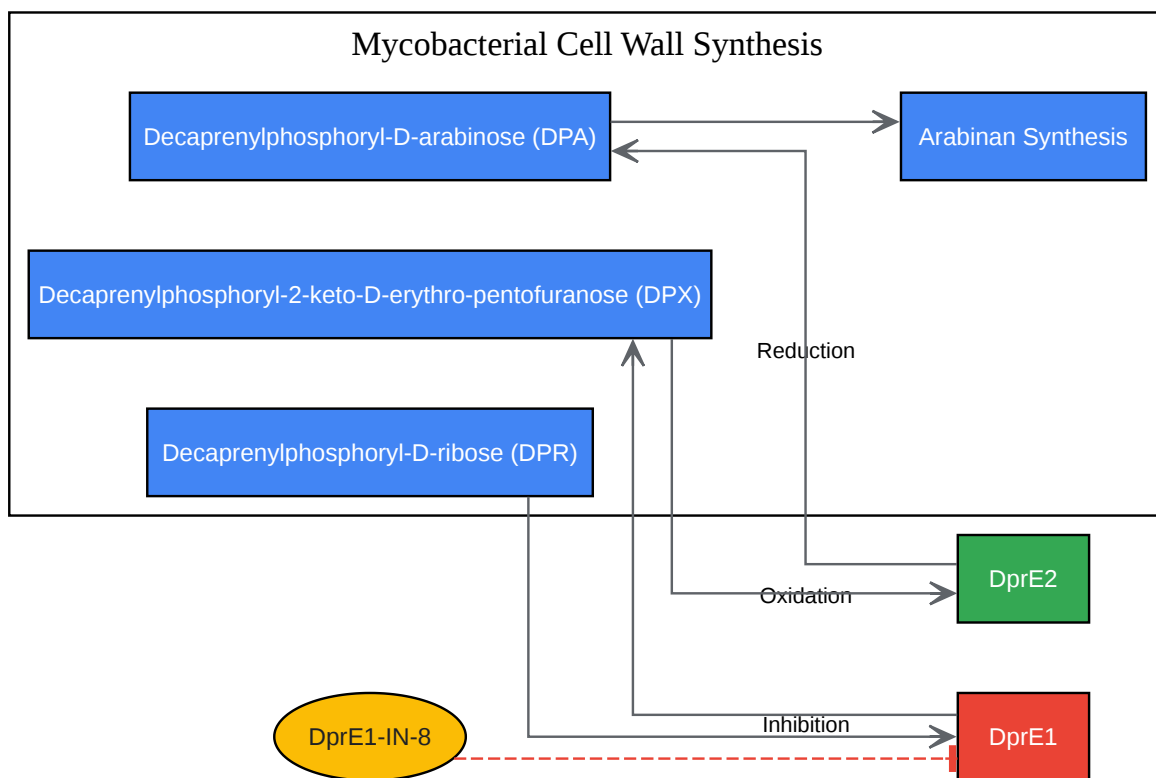 Mycobacterial Cell Wall Synthesis
Decaprenylphosphoryl-D-arabinose (DPA)
Arabinan Synthesis
Decaprenylphosphoryl-2-keto-D-erythro-pentofuranose (DPX)
Reduction
Decaprenylphosphoryl-D-ribose (DPR)
DprE2
Oxidation
Inhibition
DprE1-IN-8
DprE1